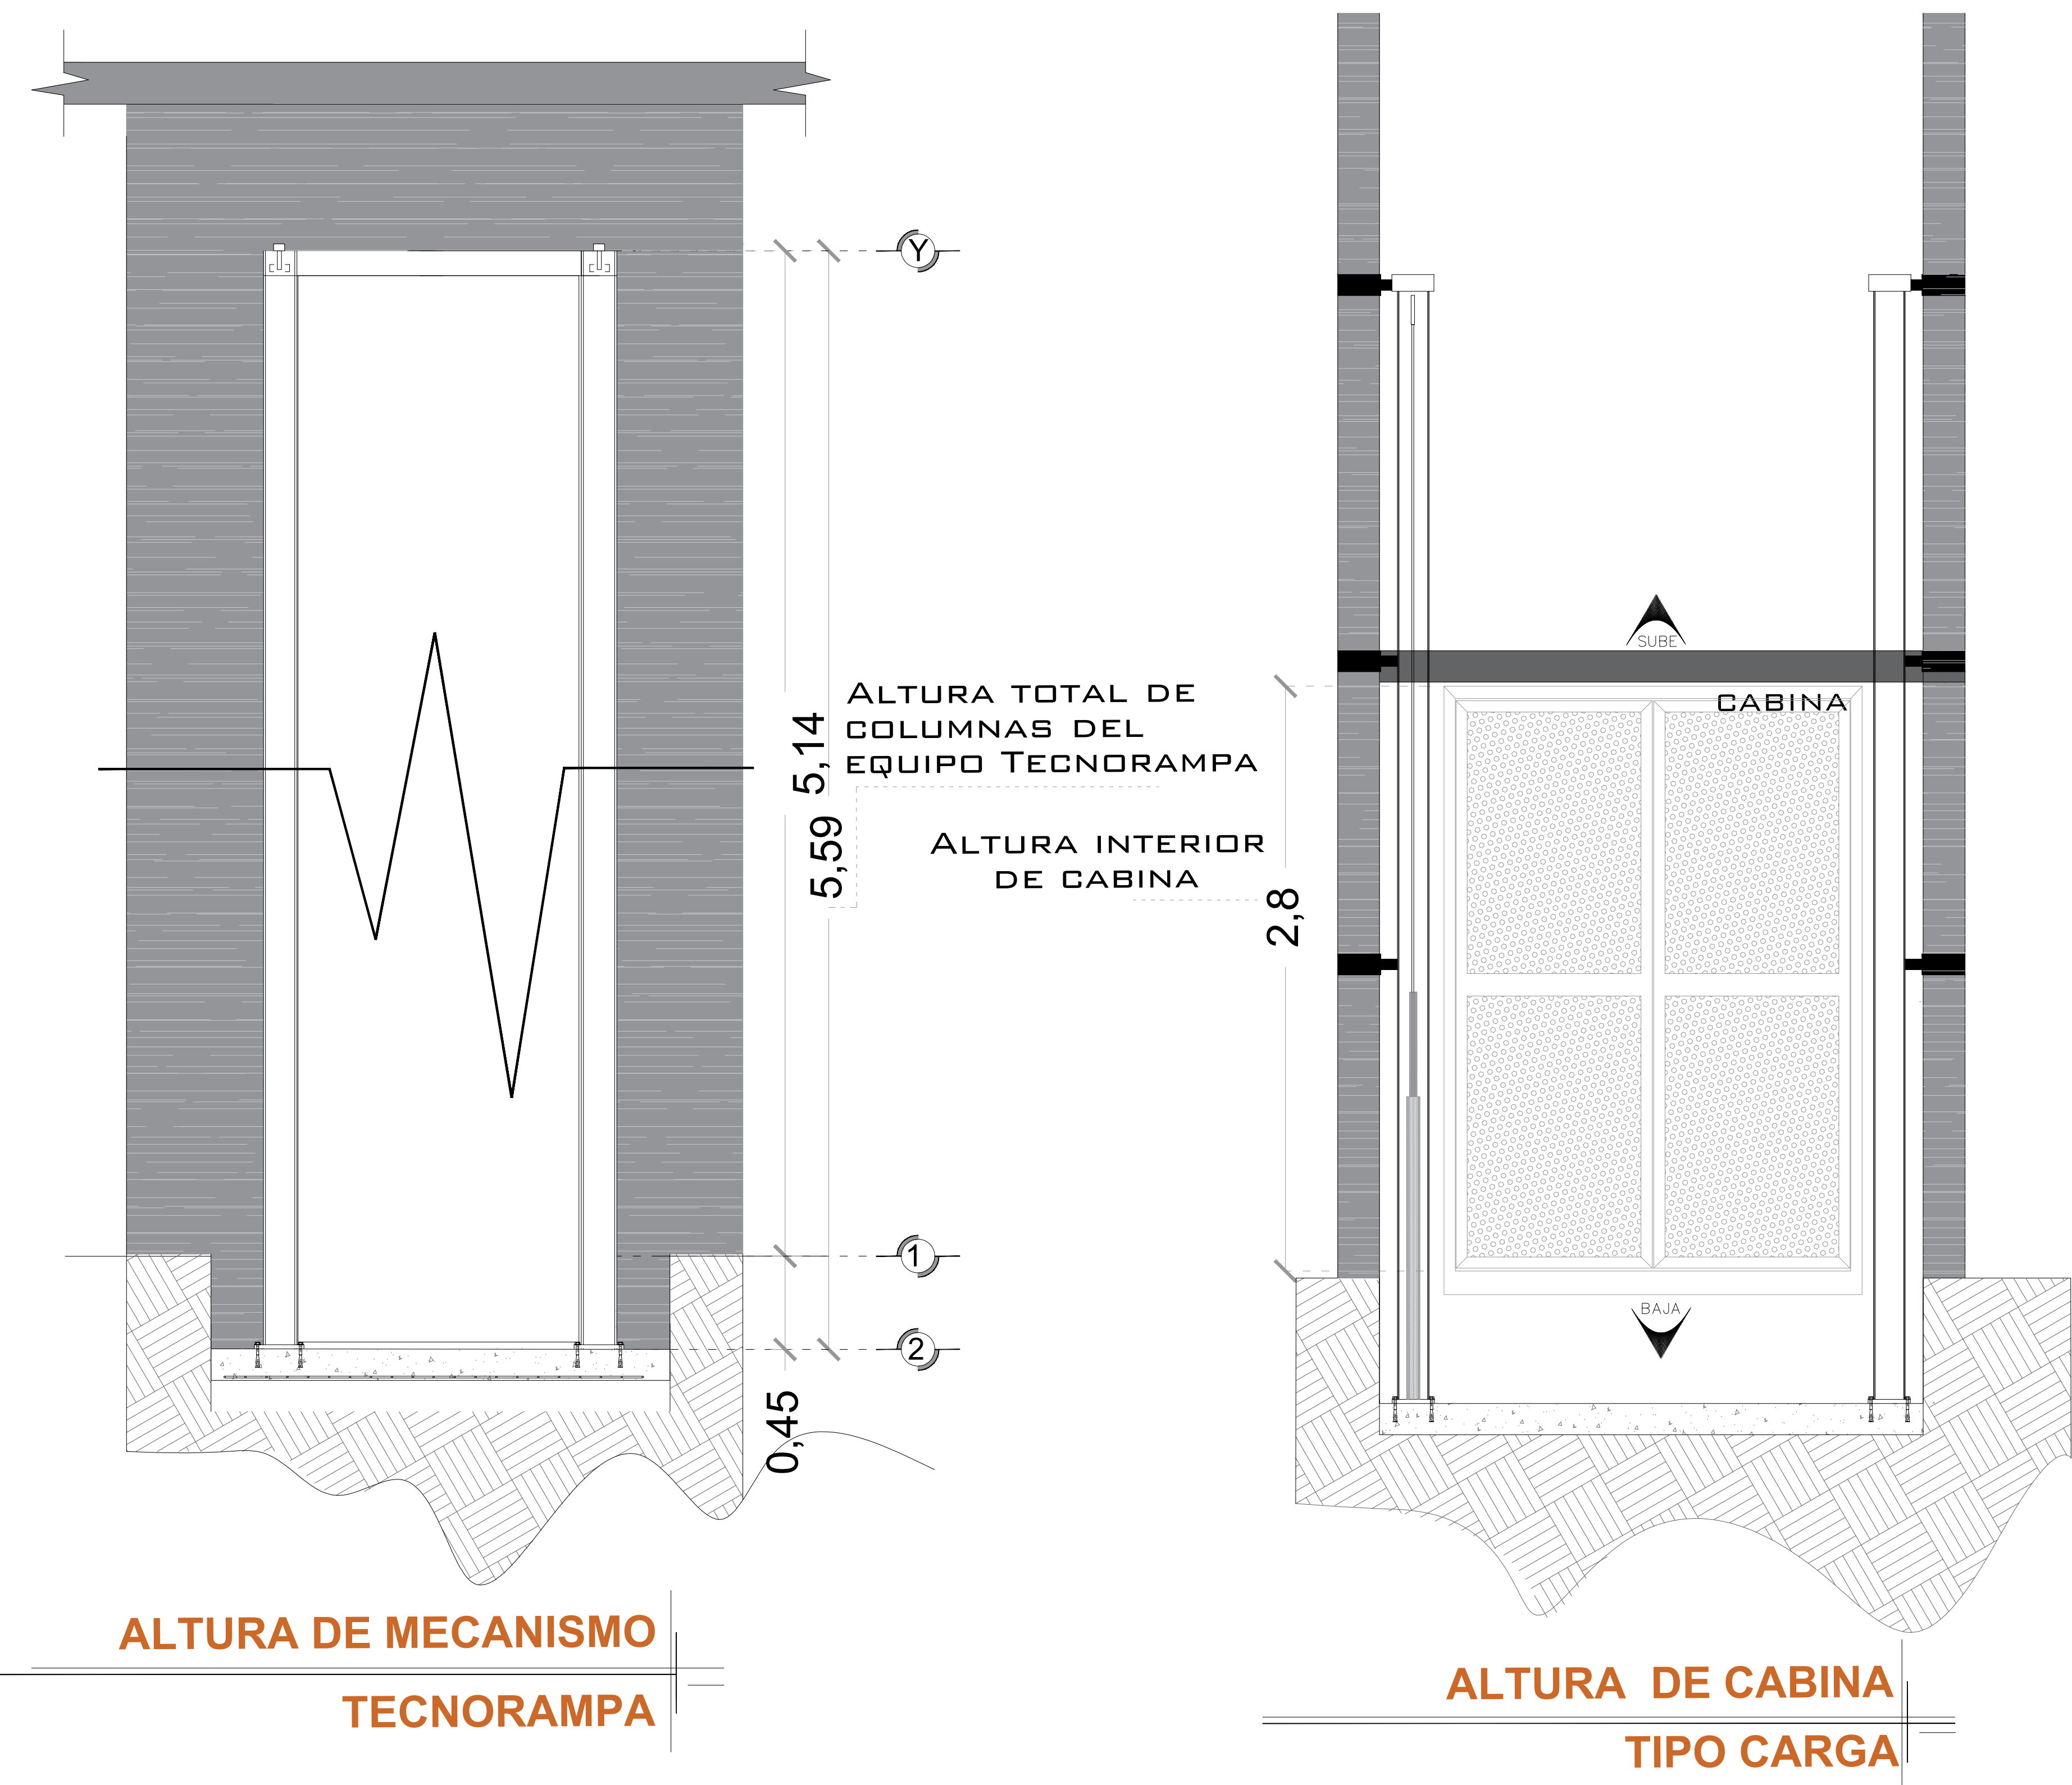 Y
5,14
5,59
ALTURA TOTAL DE
COLUMNAS DEL
EQUIPO TECNORAMPA
ALTURA INTERIOR
DE CABINA
2,8
1
2
0,45
SUBE
CABINA
BAJA
ALTURA DE MECANISMO
TECNORAMPA
ALTURA DE CABINA
TIPO CARGA